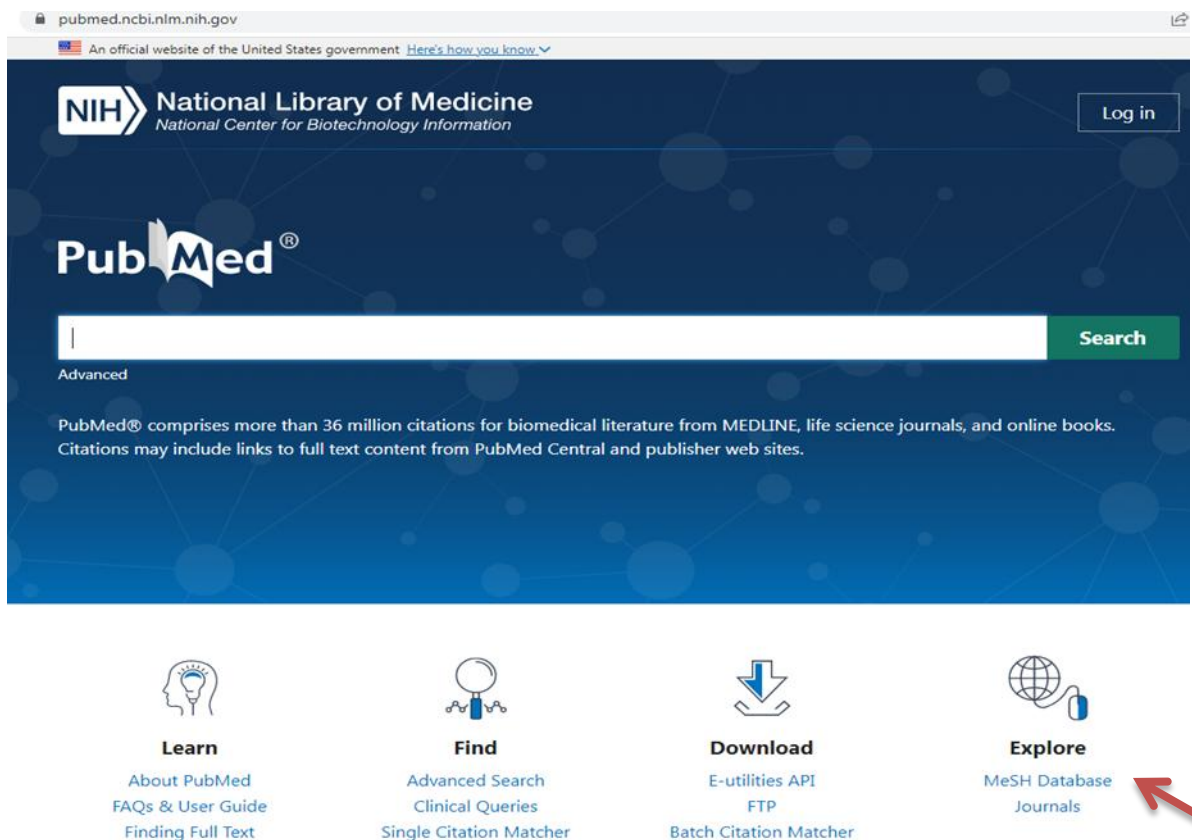 pubmed.ncbi.nlm.nih.gov
An official website of the United States government Here's how you know
NIH National Library of Medicine
National Center for Biotechnology Information
Log in
PubMed®
Search
Advanced
PubMed® comprises more than 36 million citations for biomedical literature from MEDLINE, life science journals, and online books.
Citations may include links to full text content from PubMed Central and publisher web sites.
Learn
About PubMed
FAQs & User Guide
Finding Full Text
Find
Advanced Search
Clinical Queries
Single Citation Matcher
Download
E-utilities API
FTP
Batch Citation Matcher
Explore
MeSH Database
Journals